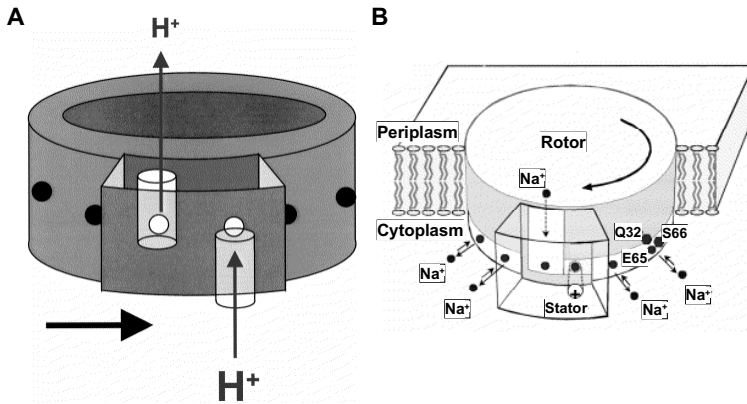 A
H⁺
H⁺
B
Periplasm
Rotor
Na⁺
Cytoplasm
Q32
S66
E65
Na⁺
Na⁺
Na⁺
Na⁺
+
Stator